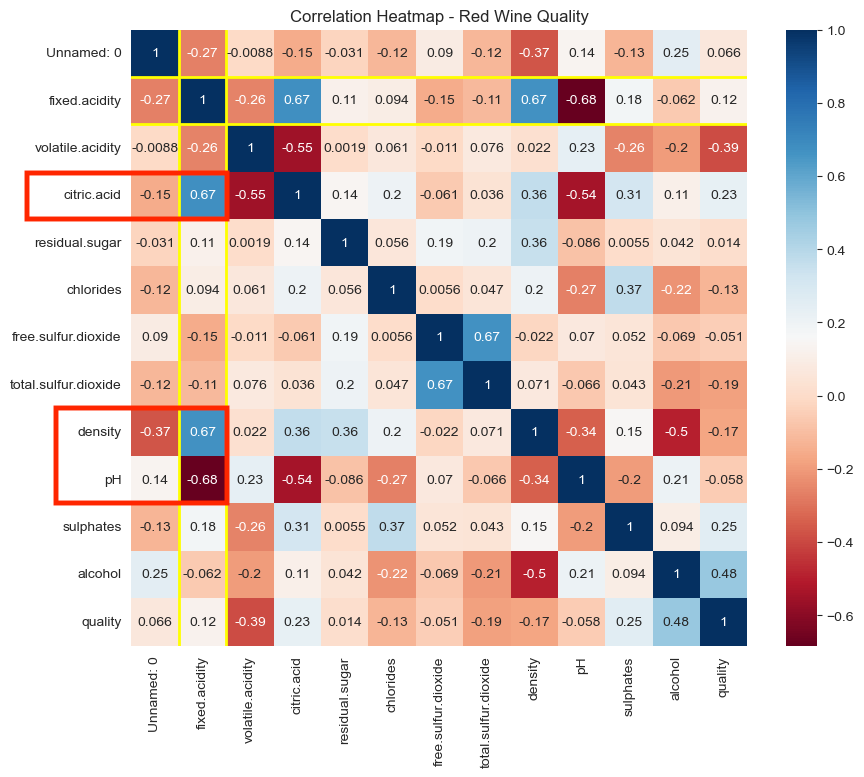 Correlation Heatmap - Red Wine Quality
Unnamed: 0 1 -0.27 -0.0088 -0.15 -0.031 -0.12 0.09 -0.12 -0.37 0.14 -0.13 0.25 0.066
fixed.acidity -0.27 1 -0.26 0.67 0.11 0.094 -0.15 -0.11 0.67 -0.68 0.18 -0.062 0.12
volatile.acidity -0.0088 -0.26 1 -0.55 0.0019 0.061 -0.011 0.076 0.022 0.23 -0.26 -0.2 -0.39
citric.acid -0.15 0.67 -0.55 1 0.14 0.2 -0.061 0.036 0.36 -0.54 0.31 0.11 0.23
residual.sugar -0.031 0.11 0.0019 0.14 1 0.056 0.19 0.2 0.36 -0.086 0.0055 0.042 0.014
chlorides -0.12 0.094 0.061 0.2 0.056 1 0.0056 0.047 0.2 -0.27 0.37 -0.22 -0.13
free.sulfur.dioxide 0.09 -0.15 -0.011 -0.061 0.19 0.0056 1 0.67 -0.022 0.07 0.052 -0.069 -0.051
total.sulfur.dioxide -0.12 -0.11 0.076 0.036 0.2 0.047 0.67 1 0.071 -0.066 0.043 -0.21 -0.19
density -0.37 0.67 0.022 0.36 0.36 0.2 -0.022 0.071 1 -0.34 0.15 -0.5 -0.17
pH 0.14 -0.68 0.23 -0.54 -0.086 -0.27 0.07 -0.066 -0.34 1 -0.2 0.21 -0.058
sulphates -0.13 0.18 -0.26 0.31 0.0055 0.37 0.052 0.043 0.15 -0.2 1 0.094 0.25
alcohol 0.25 -0.062 -0.2 0.11 0.042 -0.22 -0.069 -0.21 -0.5 0.21 0.094 1 0.48
quality 0.066 0.12 -0.39 0.23 0.014 -0.13 -0.051 -0.19 -0.17 -0.058 0.25 0.48 1
Unnamed: 0
fixed.acidity
volatile.acidity
citric.acid
residual.sugar
chlorides
free.sulfur.dioxide
total.sulfur.dioxide
density
pH
sulphates
alcohol
quality
1.0
0.8
0.6
0.4
0.2
0.0
−0.2
−0.4
−0.6